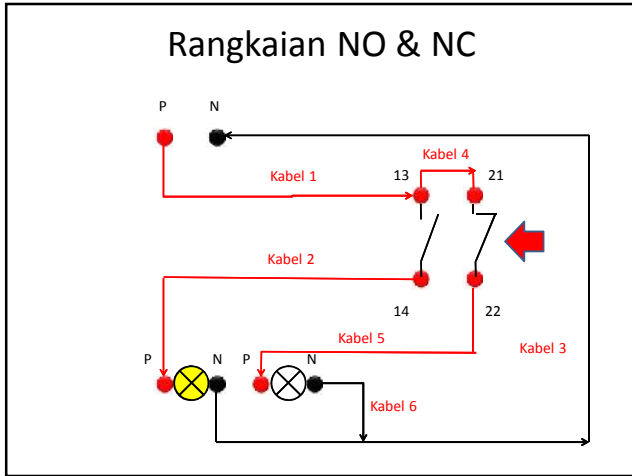 Rangkaian NO & NC
P N
Kabel 4
13 21
Kabel 1
Kabel 2
14 22
Kabel 5
Kabel 3
P N P N
Kabel 6